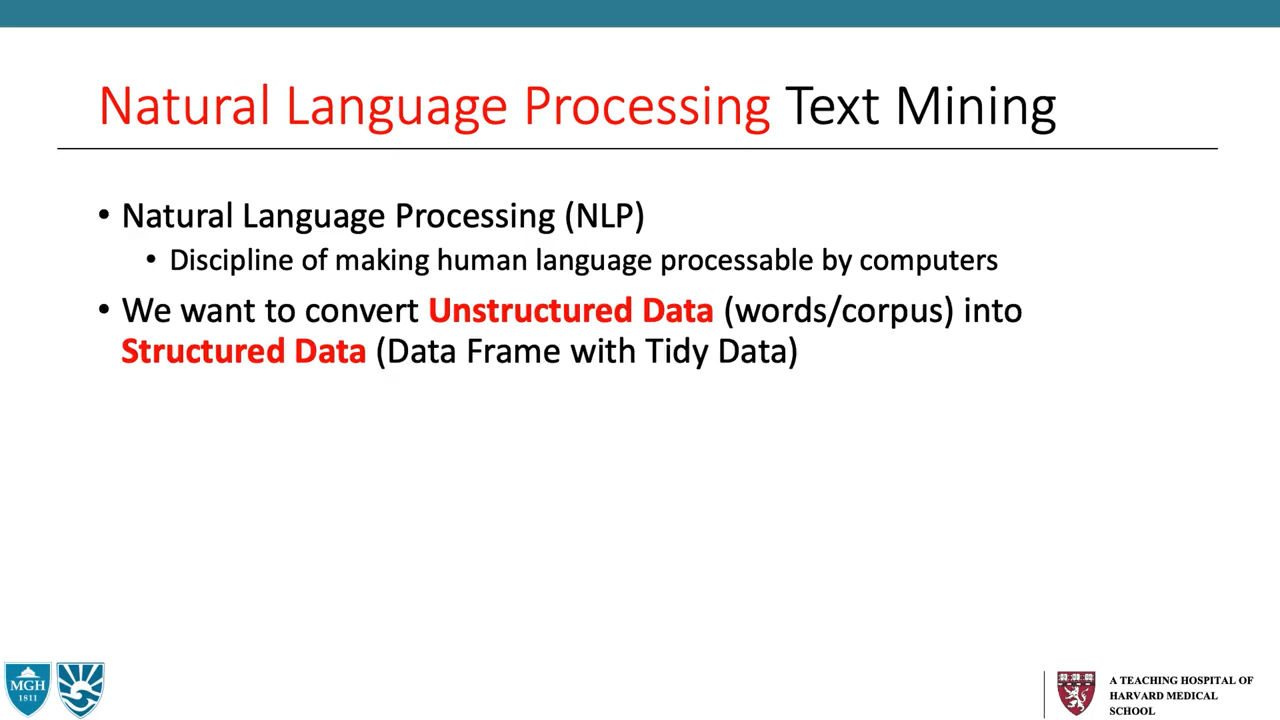 Natural Language Processing Text Mining
• Natural Language Processing (NLP)
• Discipline of making human language processable by computers
• We want to convert Unstructured Data (words/corpus) into
Structured Data (Data Frame with Tidy Data)
MGH
1811
A TEACHING HOSPITAL OF
HARVARD MEDICAL
SCHOOL